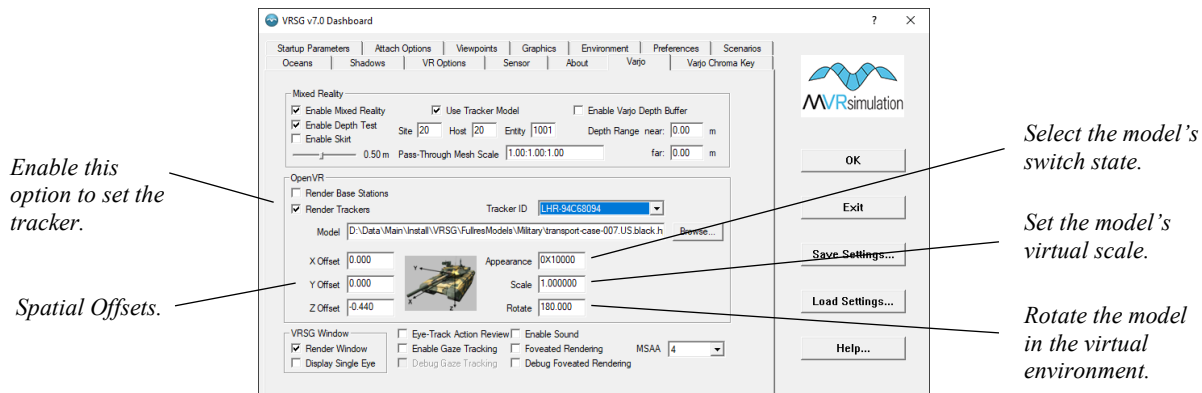 VRSG v7.0 Dashboard
? ×
Startup Parameters Attach Options Viewpoints Graphics Environment Preferences Scenarios
Oceans Shadows VR Options Sensor About Varjo Varjo Chroma Key
Mixed Reality
Enable Mixed Reality Use Tracker Model Enable Varjo Depth Buffer
Enable Depth Test Site 20 Host 20 Entity 1001 Depth Range near: 0.00 m
Enable Skirt
0.50 m Pass-Through Mesh Scale 1.00:1.00:1.00 far: 0.00 m
OpenVR
Render Base Stations
Render Trackers Tracker ID LHR-94C68094
Model D:\Data\Main\Install\VRSG\FullresModels\Military\transport-case-007.US.black.h Browse...
X Offset 0.000 Appearance 0X10000
Y Offset 0.000 Scale 1.000000
Z Offset -0.440 Rotate 180.000
Y
X
Z
VRSG Window
Render Window
Display Single Eye
Eye-Track Action Review Enable Sound
Enable Gaze Tracking Foveated Rendering MSAA 4
Debug Gaze Tracking Debug Foveated Rendering
MVRsimulation
OK
Exit
Save Settings...
Load Settings...
Help...
Enable this
option to set the
tracker.
Spatial Offsets.
Select the model’s
switch state.
Set the model’s
virtual scale.
Rotate the model
in the virtual
environment.